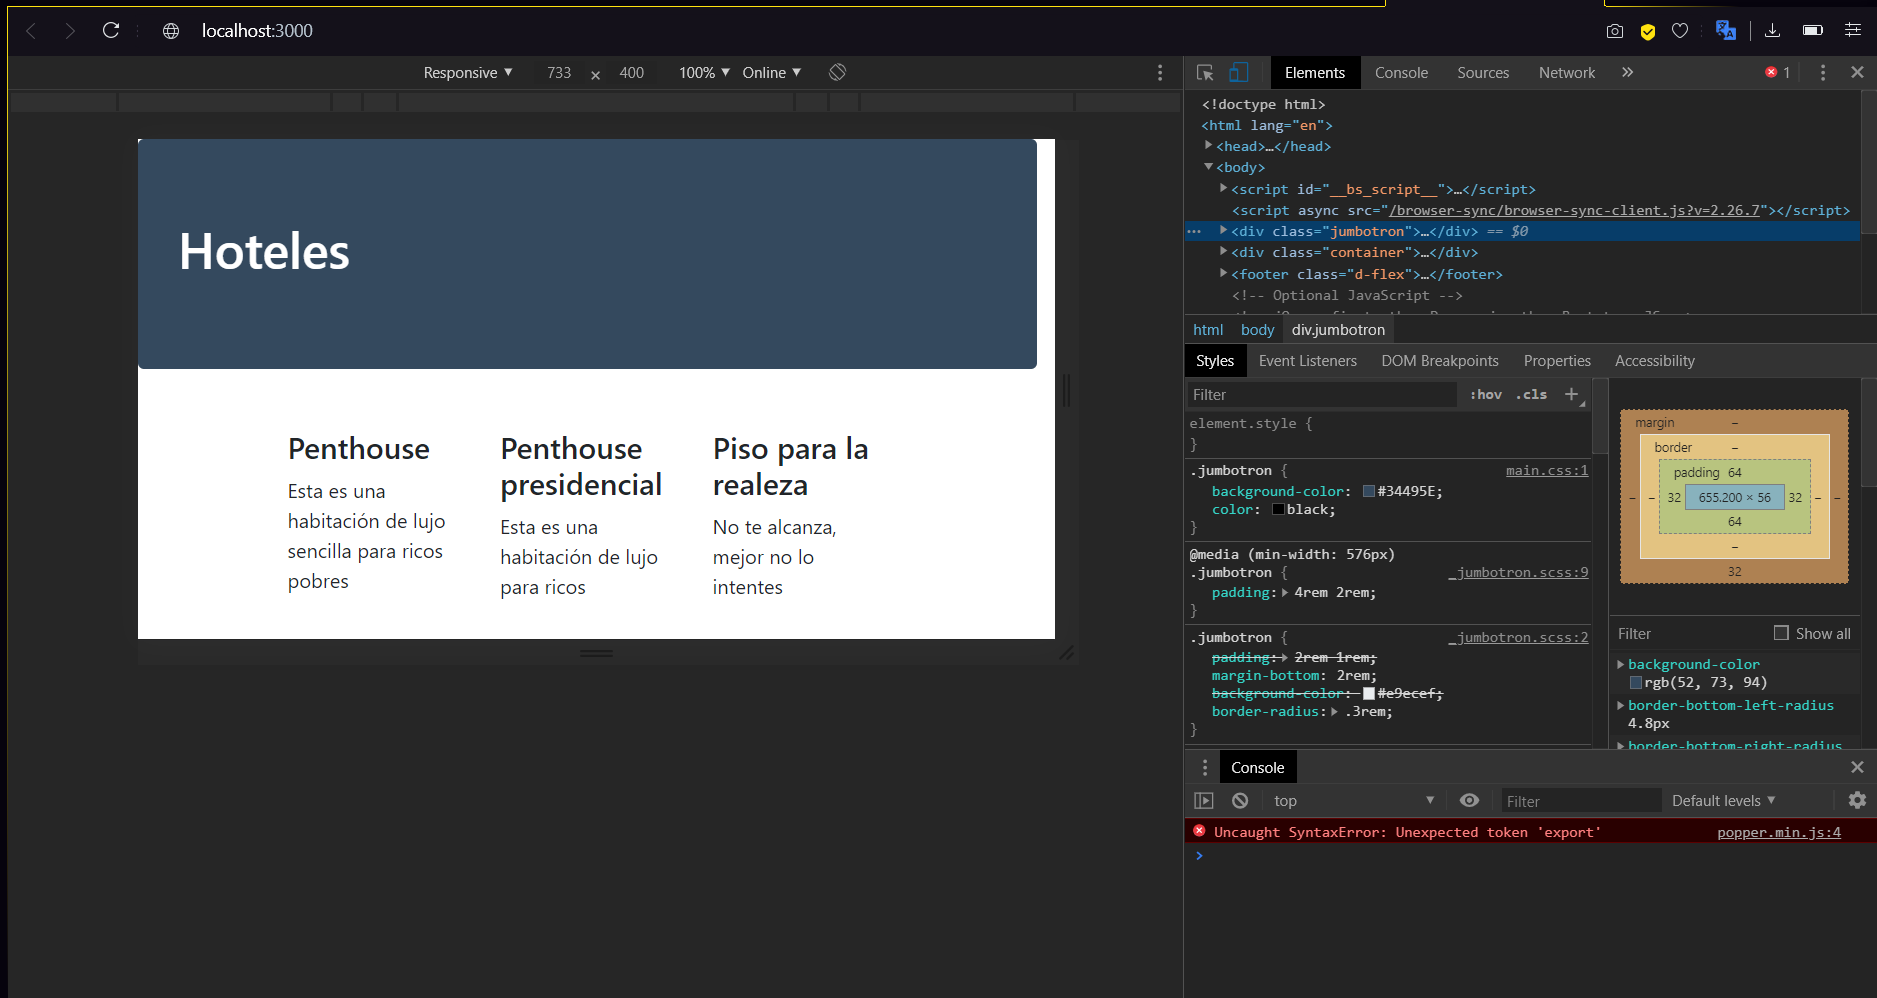 localhost:3000
Responsive ▼ 733 × 400 100% ▼ Online ▼
Elements Console Sources Network » 1
<!doctype html>
<html lang="en">
<head>…</head>
<body>
<script id="__bs_script__">…</script>
<script async src="/browser-sync/browser-sync-client.js?v=2.26.7"></script>
<div class="jumbotron">…</div> == $0
<div class="container">…</div>
<footer class="d-flex">…</footer>
<!-- Optional JavaScript -->
html body div.jumbotron
Styles Event Listeners DOM Breakpoints Properties Accessibility
Filter :hov .cls +
element.style {
}
.jumbotron { main.css:1
background-color: #34495E;
color: black;
}
@media (min-width: 576px)
.jumbotron { _jumbotron.scss:9
padding: 4rem 2rem;
}
.jumbotron { _jumbotron.scss:2
padding: 2rem 1rem;
margin-bottom: 2rem;
background-color: #e9ecef;
border-radius: .3rem;
}
margin –
border –
padding 64
– – 32 655.200 × 56 32 – –
64
–
32
Filter Show all
background-color
rgb(52, 73, 94)
border-bottom-left-radius
4.8px
border-bottom-right-radius
Console
top ▼ Filter Default levels ▼
Uncaught SyntaxError: Unexpected token 'export' popper.min.js:4
>
Hoteles
Penthouse
Esta es una
habitación de lujo
sencilla para ricos
pobres
Penthouse
presidencial
Esta es una
habitación de lujo
para ricos
Piso para la
realeza
No te alcanza,
mejor no lo
intentes